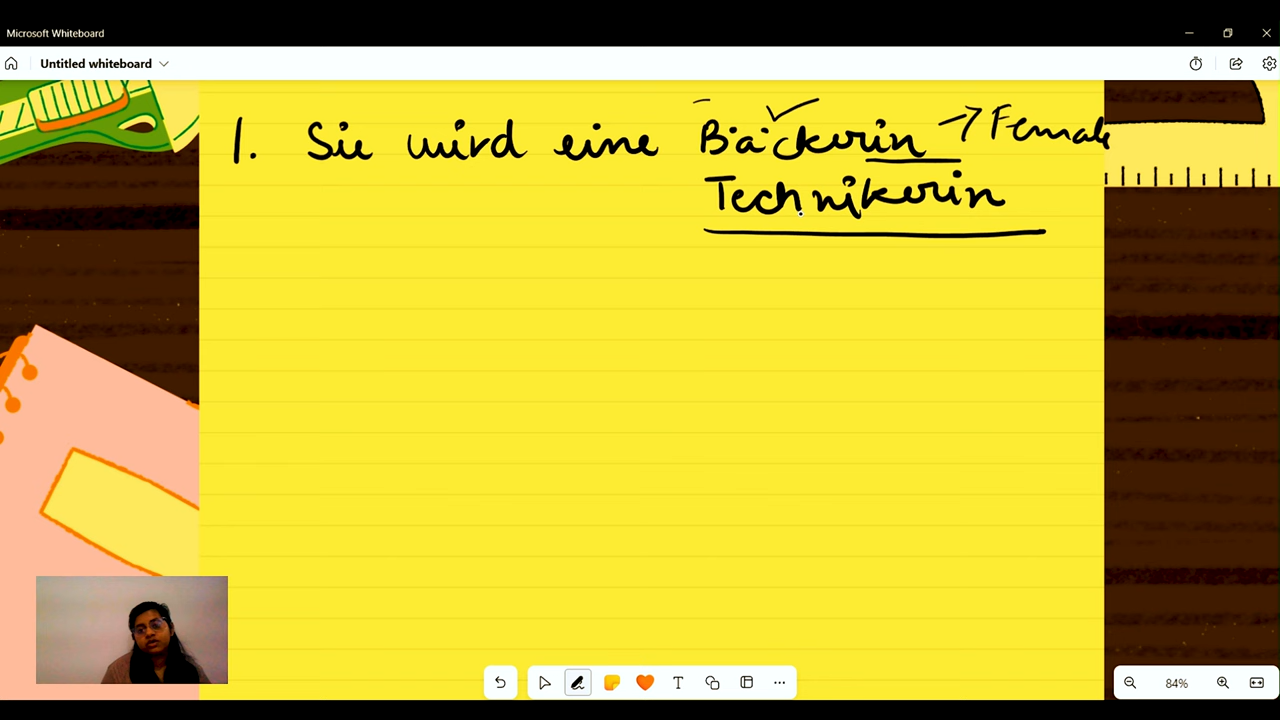 Microsoft Whiteboard
Untitled whiteboard
1. Sie wird eine Bäckerin → Female
Technikerin
84%